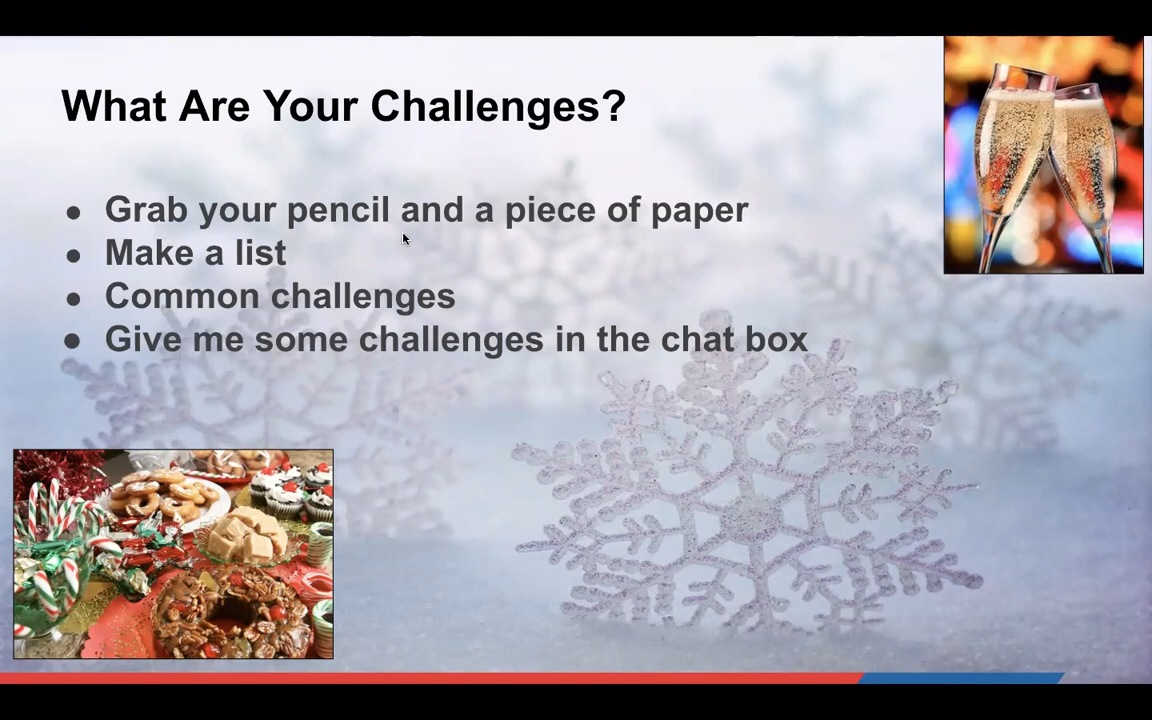 What Are Your Challenges?
● Grab your pencil and a piece of paper
● Make a list
● Common challenges
● Give me some challenges in the chat box